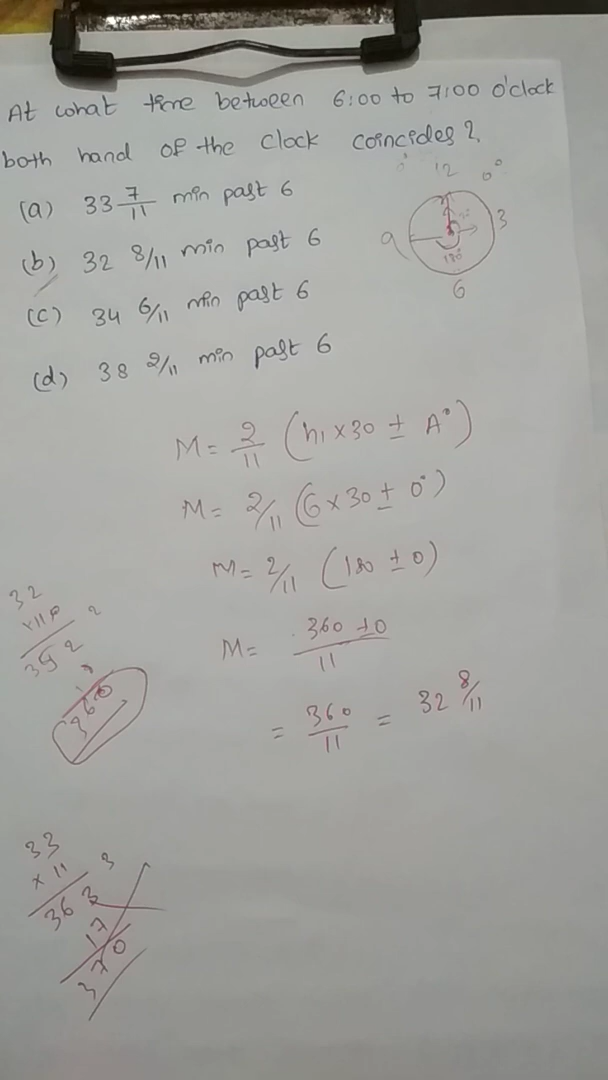 At what time between 6:00 to 7:00 O'clock
both hand of the clock coincides ?
(a) 33 7/11 min past 6
(b) 32 8/11 min past 6
(c) 34 6/11 min past 6
(d) 38 2/11 min past 6
12
0°
9
3
180°
6
M = 2/11 (h1 × 30 ± A°)
M = 2/11 (6 × 30 ± 0°)
M = 2/11 (180 ± 0)
M = 360 ± 0 / 11
= 360/11 = 32 8/11
32
352
360
33
× 11
363
17
370